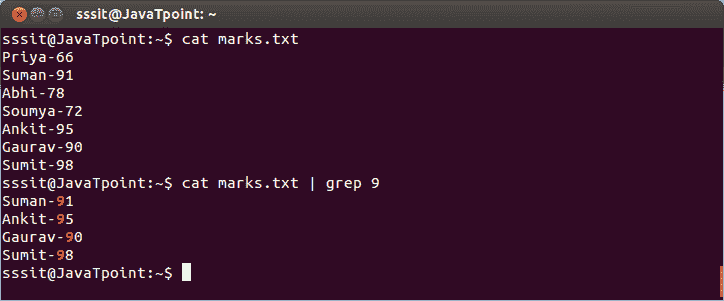 sssit@JavaTpoint: ~
sssit@JavaTpoint:~$ cat marks.txt
Priya-66
Suman-91
Abhi-78
Soumya-72
Ankit-95
Gaurav-90
Sumit-98
sssit@JavaTpoint:~$ cat marks.txt | grep 9
Suman-91
Ankit-95
Gaurav-90
Sumit-98
sssit@JavaTpoint:~$